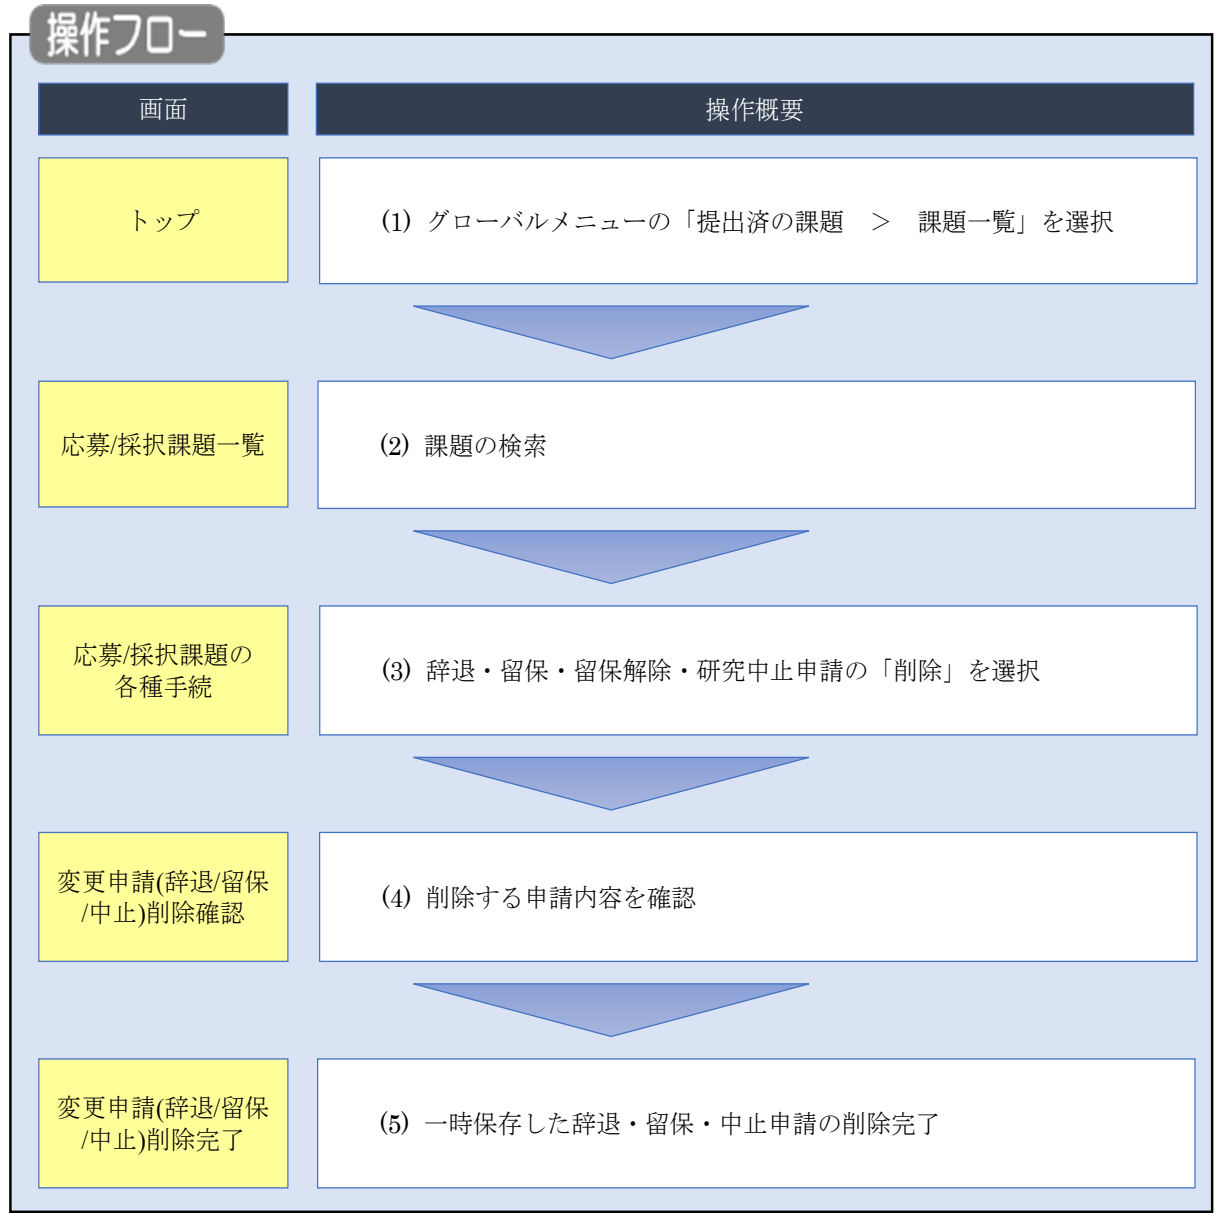 操作フロー
画面
操作概要
トップ
(1) グローバルメニューの「提出済の課題　＞　課題一覧」を選択
応募/採択課題一覧
(2) 課題の検索
応募/採択課題の
各種手続
(3) 辞退・留保・留保解除・研究中止申請の「削除」を選択
変更申請(辞退/留保
/中止)削除確認
(4) 削除する申請内容を確認
変更申請(辞退/留保
/中止)削除完了
(5) 一時保存した辞退・留保・中止申請の削除完了